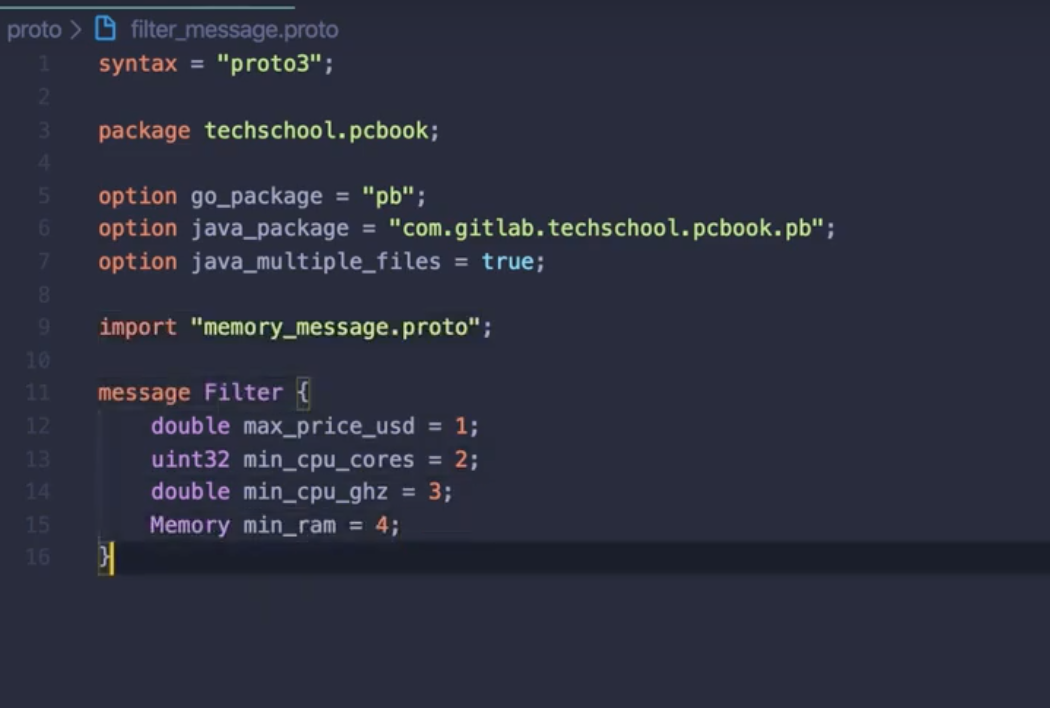 proto > filter_message.proto
1 syntax = "proto3";
2
3 package techschool.pcbook;
4
5 option go_package = "pb";
6 option java_package = "com.gitlab.techschool.pcbook.pb";
7 option java_multiple_files = true;
8
9 import "memory_message.proto";
10
11 message Filter {
12     double max_price_usd = 1;
13     uint32 min_cpu_cores = 2;
14     double min_cpu_ghz = 3;
15     Memory min_ram = 4;
16 }